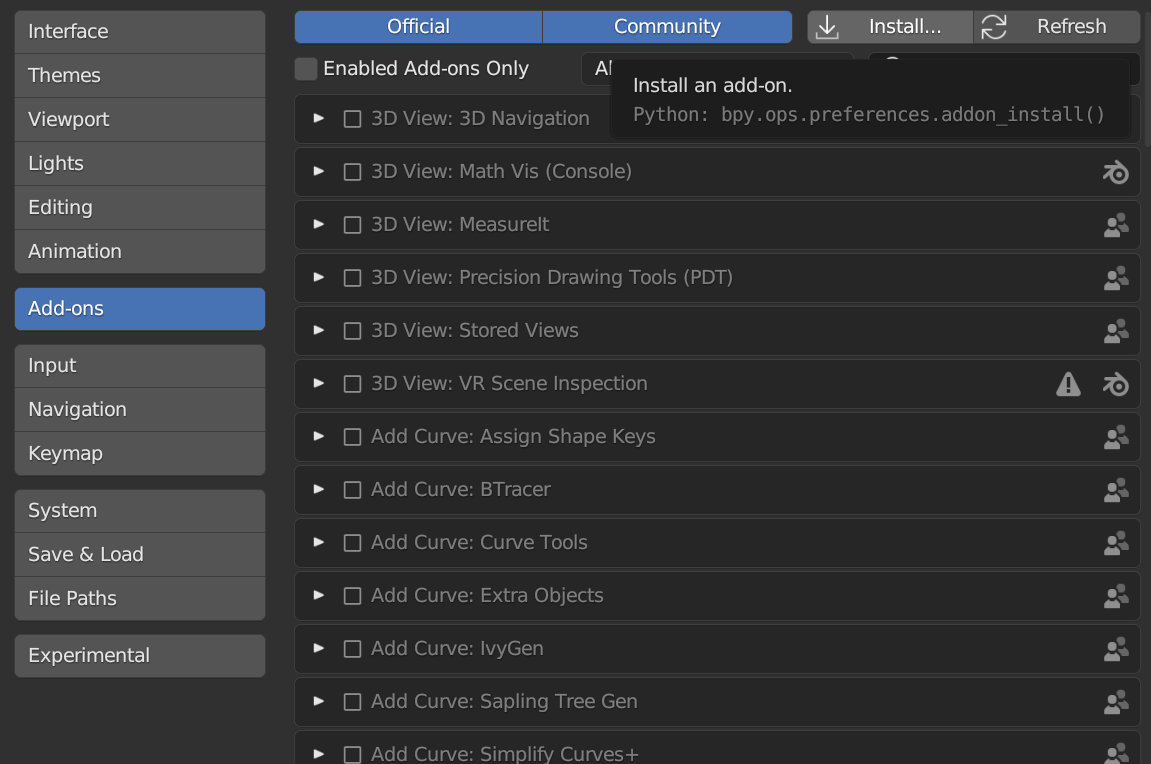 Interface
Themes
Viewport
Lights
Editing
Animation
Add-ons
Input
Navigation
Keymap
System
Save & Load
File Paths
Experimental
Official Community Install... Refresh
Enabled Add-ons Only
Install an add-on.
Python: bpy.ops.preferences.addon_install()
3D View: 3D Navigation
3D View: Math Vis (Console)
3D View: MeasureIt
3D View: Precision Drawing Tools (PDT)
3D View: Stored Views
3D View: VR Scene Inspection
Add Curve: Assign Shape Keys
Add Curve: BTracer
Add Curve: Curve Tools
Add Curve: Extra Objects
Add Curve: IvyGen
Add Curve: Sapling Tree Gen
Add Curve: Simplify Curves+